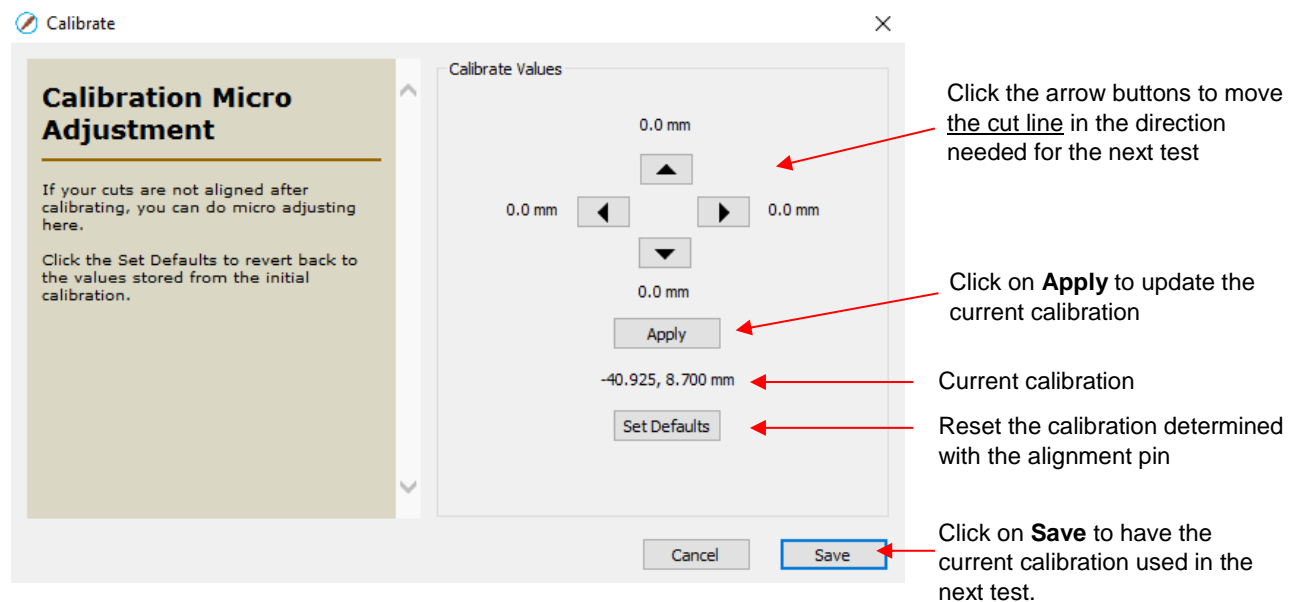 Calibrate
Calibration Micro
Adjustment
If your cuts are not aligned after
calibrating, you can do micro adjusting
here.
Click the Set Defaults to revert back to
the values stored from the initial
calibration.
Calibrate Values
0.0 mm
0.0 mm
0.0 mm
0.0 mm
Apply
-40.925, 8.700 mm
Set Defaults
Cancel
Save
Click the arrow buttons to move
the cut line in the direction
needed for the next test
Click on Apply to update the
current calibration
Current calibration
Reset the calibration determined
with the alignment pin
Click on Save to have the
current calibration used in the
next test.